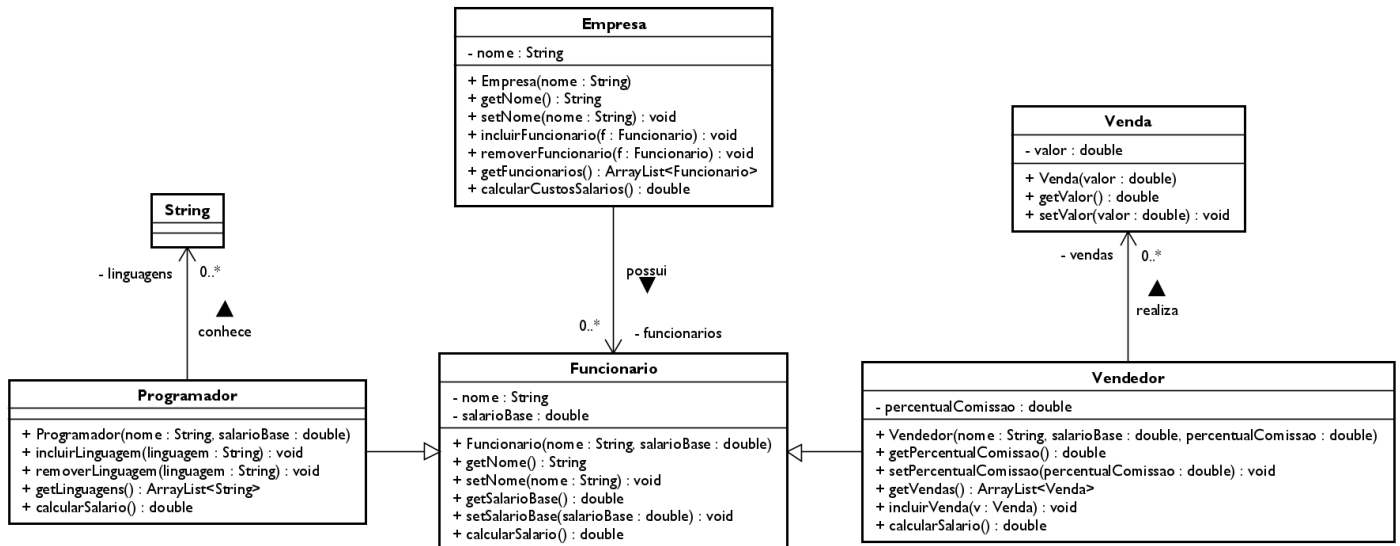 Empresa
- nome : String
+ Empresa(nome : String)
+ getNome() : String
+ setNome(nome : String) : void
+ incluirFuncionario(f : Funcionario) : void
+ removerFuncionario(f : Funcionario) : void
+ getFuncionarios() : ArrayList<Funcionario>
+ calcularCustosSalarios() : double
Venda
- valor : double
+ Venda(valor : double)
+ getValor() : double
+ setValor(valor : double) : void
String
- linguagens 0..*
conhece
possui
0..* - funcionarios
- vendas 0..*
realiza
Programador
+ Programador(nome : String, salarioBase : double)
+ incluirLinguagem(linguagem : String) : void
+ removerLinguagem(linguagem : String) : void
+ getLinguagens() : ArrayList<String>
+ calcularSalario() : double
Funcionario
- nome : String
- salarioBase : double
+ Funcionario(nome : String, salarioBase : double)
+ getNome() : String
+ setNome(nome : String) : void
+ getSalarioBase() : double
+ setSalarioBase(salarioBase : double) : void
+ calcularSalario() : double
Vendedor
- percentualComissao : double
+ Vendedor(nome : String, salarioBase : double, percentualComissao : double)
+ getPercentualComissao() : double
+ setPercentualComissao(percentualComissao : double) : void
+ getVendas() : ArrayList<Venda>
+ incluirVenda(v : Venda) : void
+ calcularSalario() : double